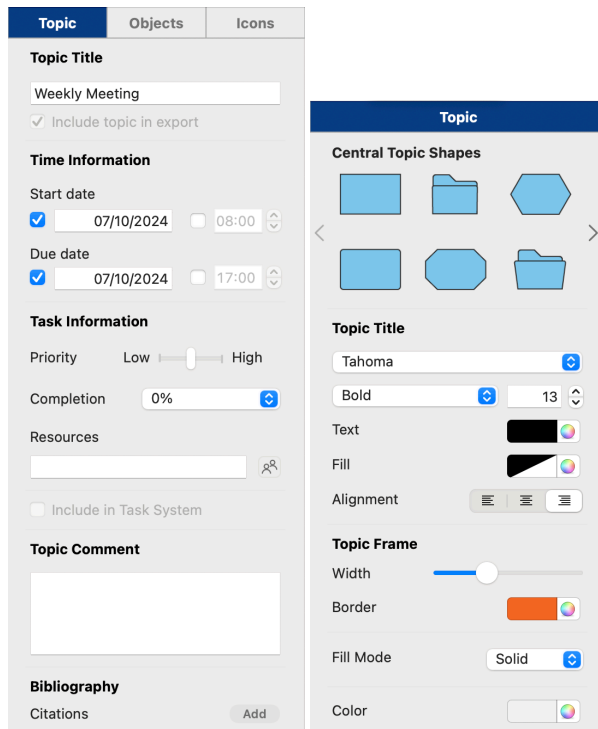 Topic Objects Icons
Topic Title
Weekly Meeting
Include topic in export
Time Information
Start date
07/10/2024 08:00
Due date
07/10/2024 17:00
Task Information
Priority Low High
Completion 0%
Resources
Include in Task System
Topic Comment
Bibliography
Citations Add
Topic
Central Topic Shapes
Topic Title
Tahoma
Bold 13
Text
Fill
Alignment
Topic Frame
Width
Border
Fill Mode Solid
Color